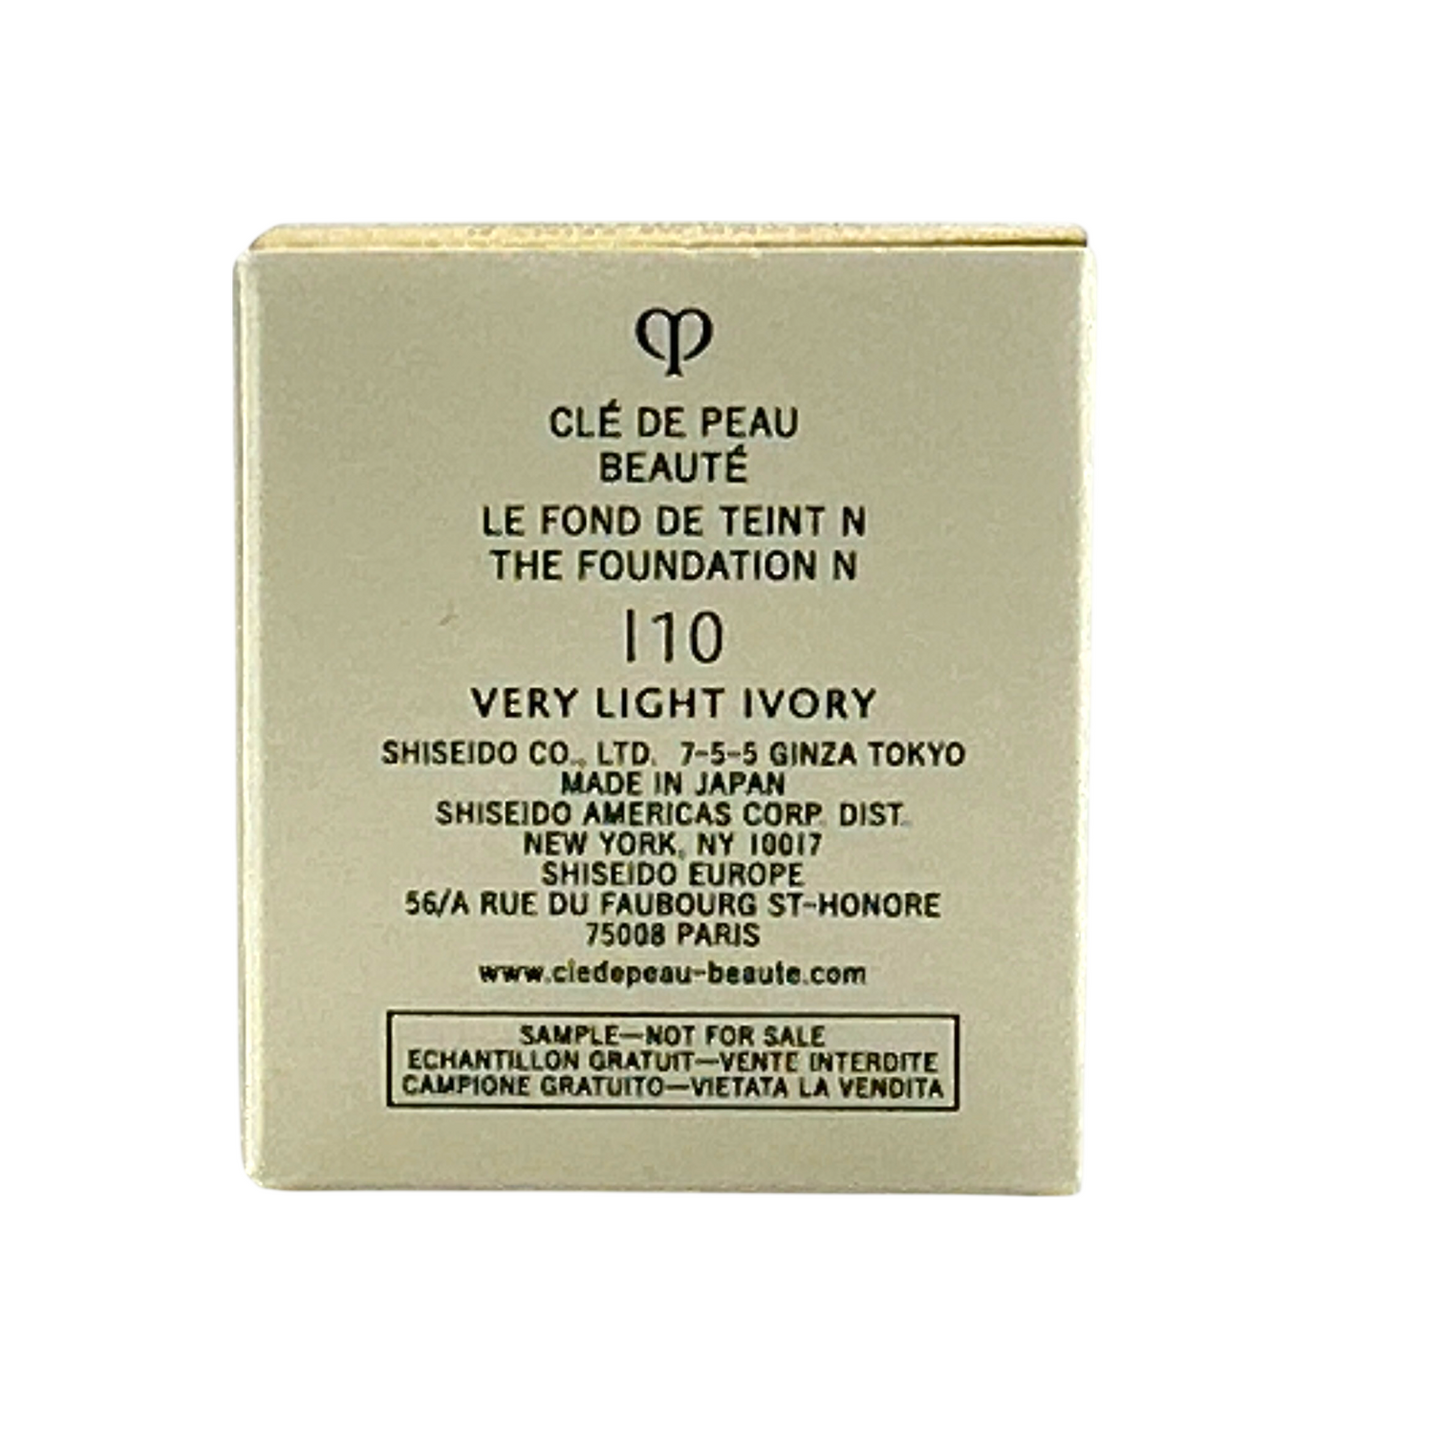 CLÉ DE PEAU
BEAUTÉ
LE FOND DE TEINT N
THE FOUNDATION N
I10
VERY LIGHT IVORY
SHISEIDO CO., LTD. 7-5-5 GINZA TOKYO
MADE IN JAPAN
SHISEIDO AMERICAS CORP. DIST.
NEW YORK, NY 10017
SHISEIDO EUROPE
56/A RUE DU FAUBOURG ST-HONORE
75008 PARIS
www.cledepeau-beaute.com
SAMPLE—NOT FOR SALE
ECHANTILLON GRATUIT—VENTE INTERDITE
CAMPIONE GRATUITO—VIETATA LA VENDITA